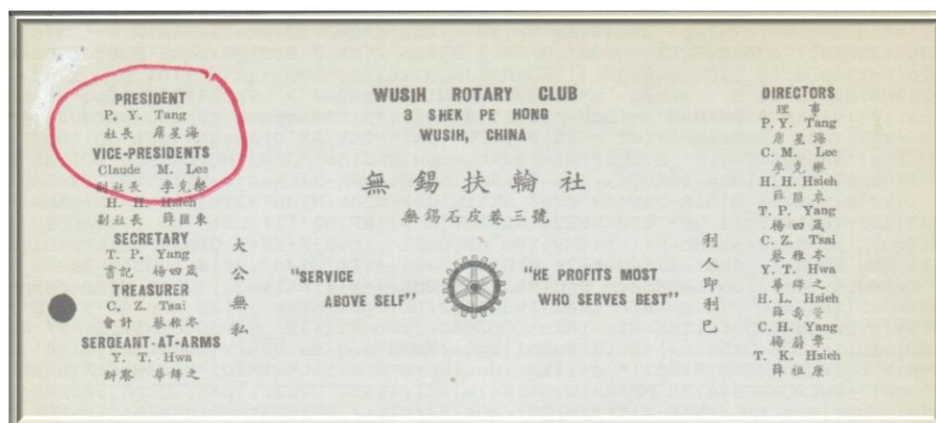 PRESIDENT
P. Y. Tang
社長 唐星海
VICE-PRESIDENTS
Claude M. Lee
副社長 李克樂
H. H. Hsieh
副社長 薛匯東
SECRETARY
T. P. Yang
書記 楊四箴
TREASURER
C. Z. Tsai
會計 蔡稚岑
SERGEANT-AT-ARMS
Y. T. Hwa
糾察 華繹之
大公無私
WUSIH ROTARY CLUB
3 SHEK PE HONG
WUSIH, CHINA
無錫扶輪社
無錫石皮巷三號
"SERVICE
ABOVE SELF"
"HE PROFITS MOST
WHO SERVES BEST"
利人即利己
DIRECTORS
理事
P. Y. Tang
唐星海
C. M. Lee
李克樂
H. H. Hsieh
薛匯東
T. P. Yang
楊四箴
C. Z. Tsai
蔡稚岑
Y. T. Hwa
華繹之
H. L. Hsieh
薛壽萱
C. H. Yang
楊蔚章
T. K. Hsieh
薛祖康